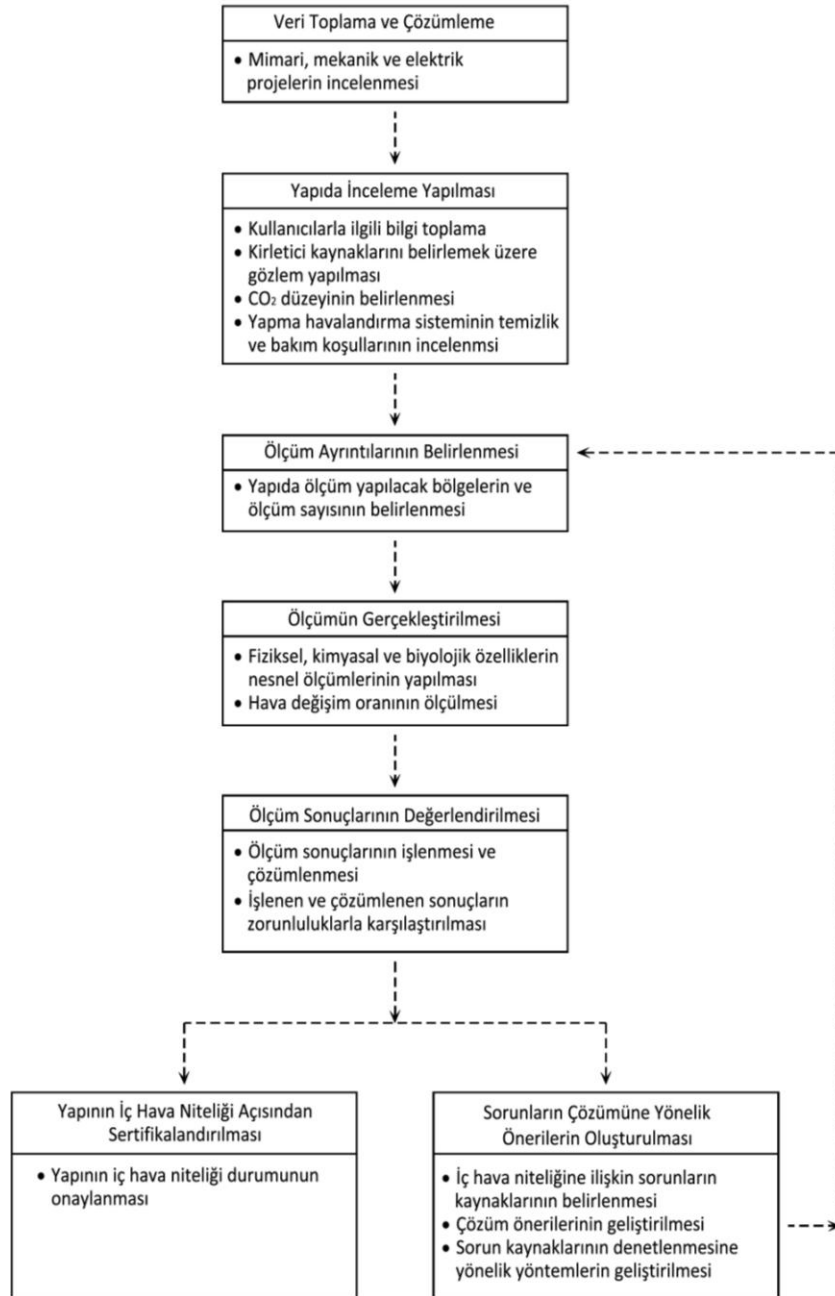 Veri Toplama ve Çözümleme
• Mimari, mekanik ve elektrik
projelerin incelenmesi
Yapıda İnceleme Yapılması
• Kullanıcılarla ilgili bilgi toplama
• Kirletici kaynaklarını belirlemek üzere
gözlem yapılması
• CO₂ düzeyinin belirlenmesi
• Yapma havalandırma sisteminin temizlik
ve bakım koşullarının incelenmsi
Ölçüm Ayrıntılarının Belirlenmesi
• Yapıda ölçüm yapılacak bölgelerin ve
ölçüm sayısının belirlenmesi
Ölçümün Gerçekleştirilmesi
• Fiziksel, kimyasal ve biyolojik özelliklerin
nesnel ölçümlerinin yapılması
• Hava değişim oranının ölçülmesi
Ölçüm Sonuçlarının Değerlendirilmesi
• Ölçüm sonuçlarının işlenmesi ve
çözümlenmesi
• İşlenen ve çözümlenen sonuçların
zorunluluklarla karşılaştırılması
Yapının İç Hava Niteliği Açısından
Sertifikalandırılması
• Yapının iç hava niteliği durumunun
onaylanması
Sorunların Çözümüne Yönelik
Önerilerin Oluşturulması
• İç hava niteliğine ilişkin sorunların
kaynaklarının belirlenmesi
• Çözüm önerilerinin geliştirilmesi
• Sorun kaynaklarının denetlenmesine
yönelik yöntemlerin geliştirilmesi